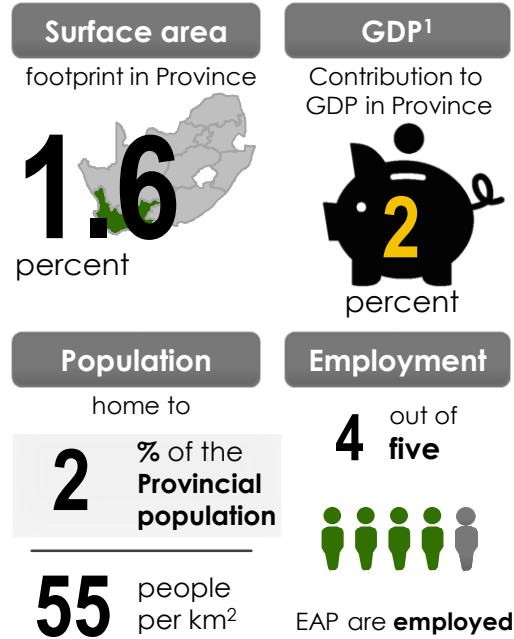 Surface area
footprint in Province
1.6
percent
GDP¹
Contribution to
GDP in Province
2
percent
Population
home to
2
% of the
Provincial
population
55
people
per km²
Employment
4
out of
five
EAP are employed